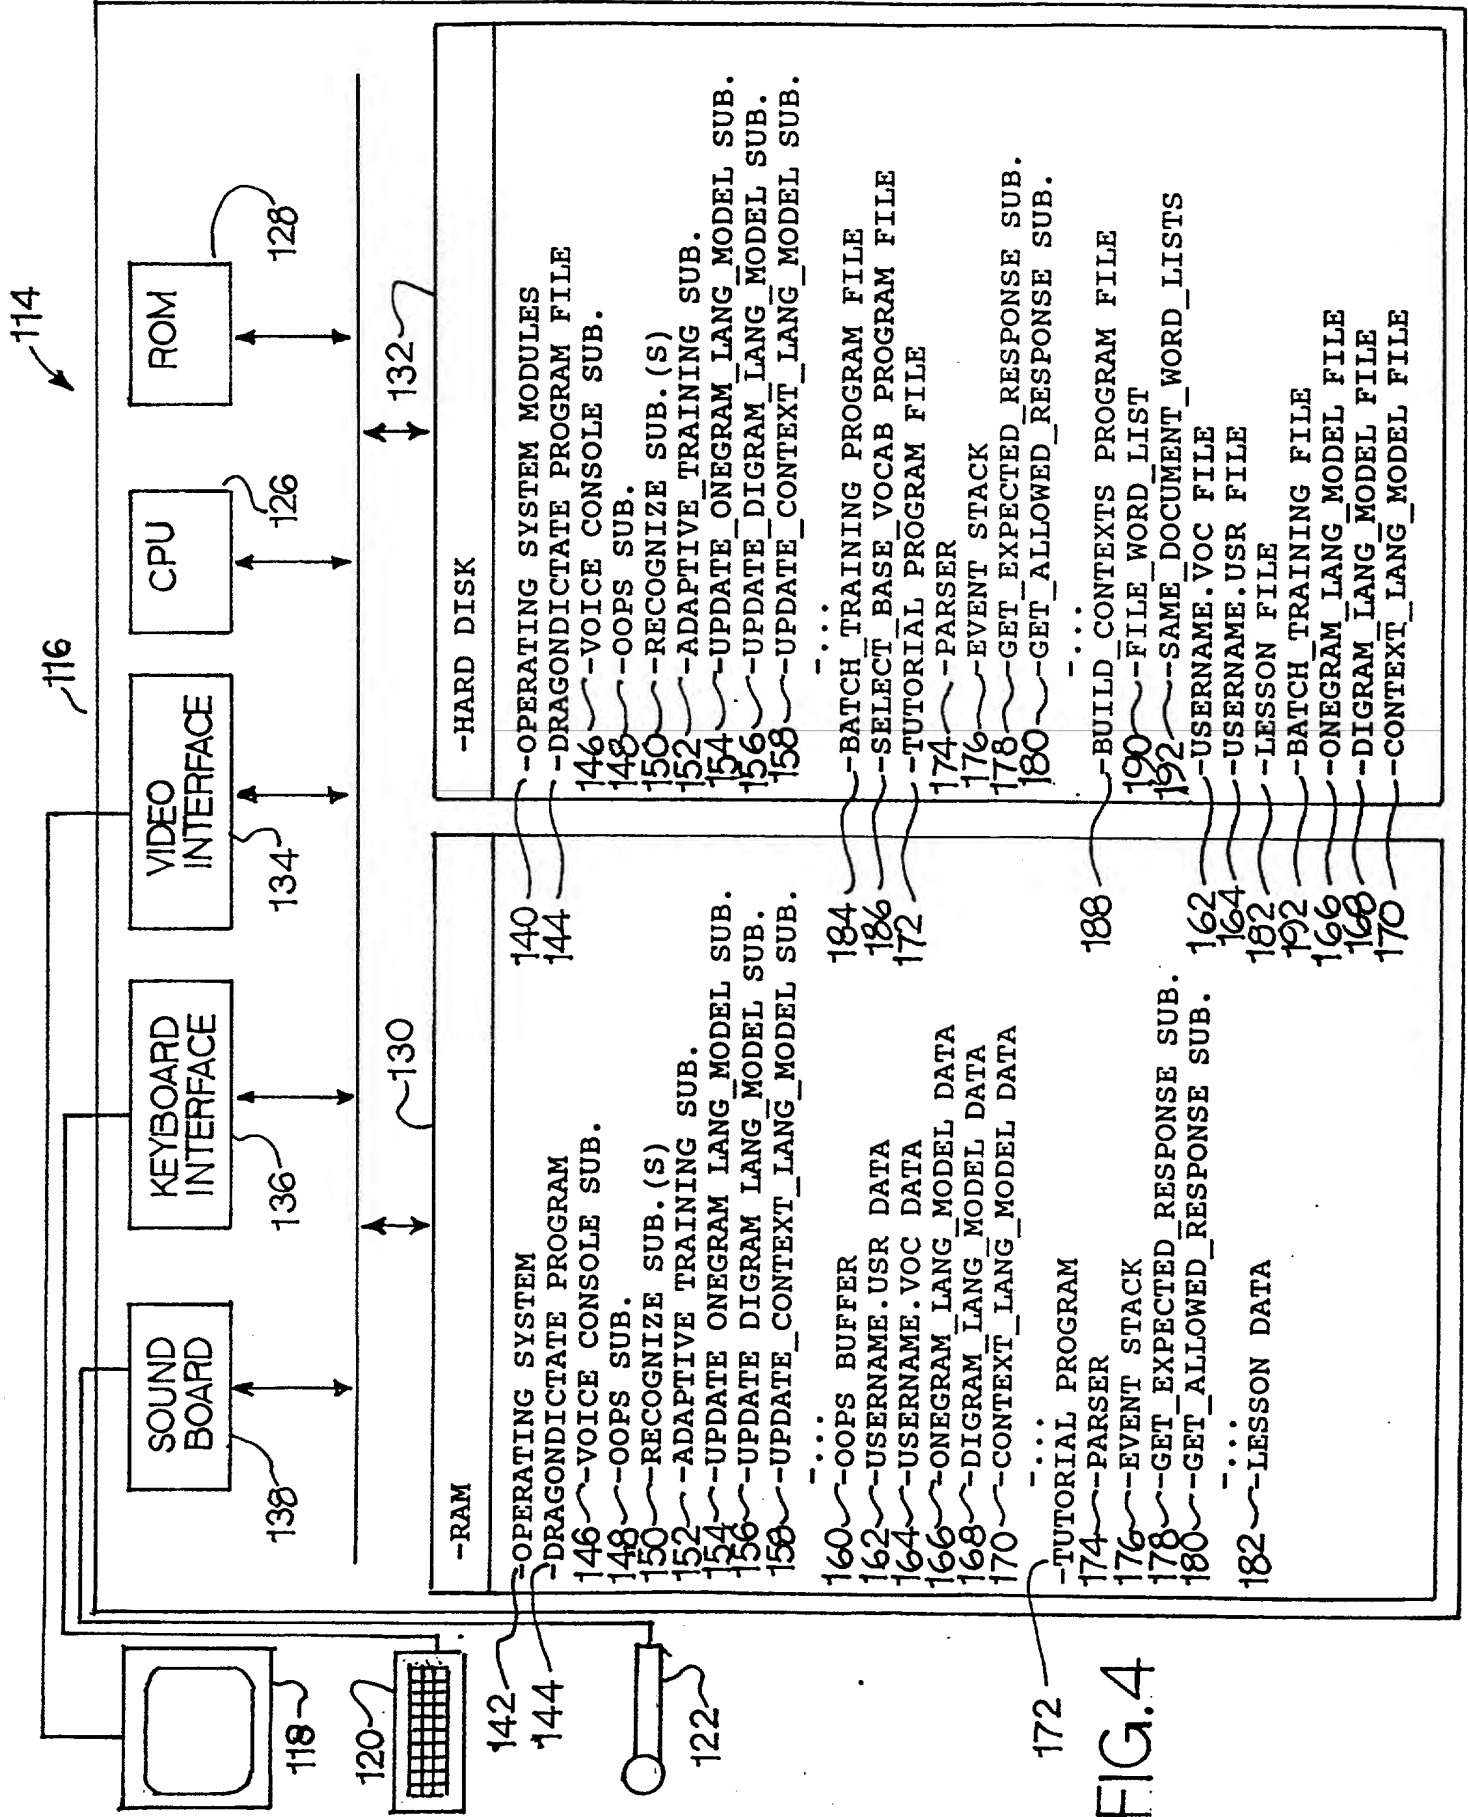 114
116
SOUND
BOARD
138
KEYBOARD
INTERFACE
136
VIDEO
INTERFACE
134
CPU
126
ROM
128
118
120
122
130
-RAM
142
-OPERATING SYSTEM
144
-DRAGONDICTATE PROGRAM
146 -VOICE CONSOLE SUB.
148 -OOPS SUB.
150 -RECOGNIZE SUB.(S)
152 -ADAPTIVE TRAINING SUB.
154 -UPDATE ONEGRAM LANG MODEL SUB.
156 -UPDATE DIGRAM LANG_MODEL SUB.
158 -UPDATE_CONTEXT_LANG_MODEL SUB.
-...
160 -OOPS BUFFER
162 -USERNAME.USR DATA
164 -USERNAME.VOC DATA
166 -ONEGRAM_LANG_MODEL DATA
168 -DIGRAM_LANG_MODEL DATA
170 -CONTEXT_LANG_MODEL DATA
-...
172
-TUTORIAL PROGRAM
174 -PARSER
176 -EVENT STACK
178 -GET_EXPECTED_RESPONSE SUB.
180 -GET_ALLOWED_RESPONSE SUB.
-...
182 -LESSON DATA
132
-HARD DISK
140 -OPERATING SYSTEM MODULES
144 -DRAGONDICTATE PROGRAM FILE
146 -VOICE CONSOLE SUB.
148 -OOPS SUB.
150 -RECOGNIZE SUB.(S)
152 -ADAPTIVE_TRAINING SUB.
154 -UPDATE_ONEGRAM_LANG_MODEL SUB.
156 -UPDATE_DIGRAM_LANG_MODEL SUB.
158 -UPDATE_CONTEXT_LANG_MODEL SUB.
-...
184 -BATCH_TRAINING PROGRAM FILE
186 -SELECT_BASE_VOCAB PROGRAM FILE
172 -TUTORIAL PROGRAM FILE
174 -PARSER
176 -EVENT STACK
178 -GET_EXPECTED_RESPONSE SUB.
180 -GET_ALLOWED_RESPONSE SUB.
-...
188 -BUILD_CONTEXTS PROGRAM FILE
190 -FILE_WORD_LIST
192 -SAME_DOCUMENT_WORD_LISTS
162 -USERNAME.VOC FILE
164 -USERNAME.USR FILE
182 -LESSON FILE
192 -BATCH_TRAINING FILE
166 -ONEGRAM_LANG_MODEL FILE
168 -DIGRAM_LANG_MODEL FILE
170 -CONTEXT_LANG_MODEL FILE
FIG.4